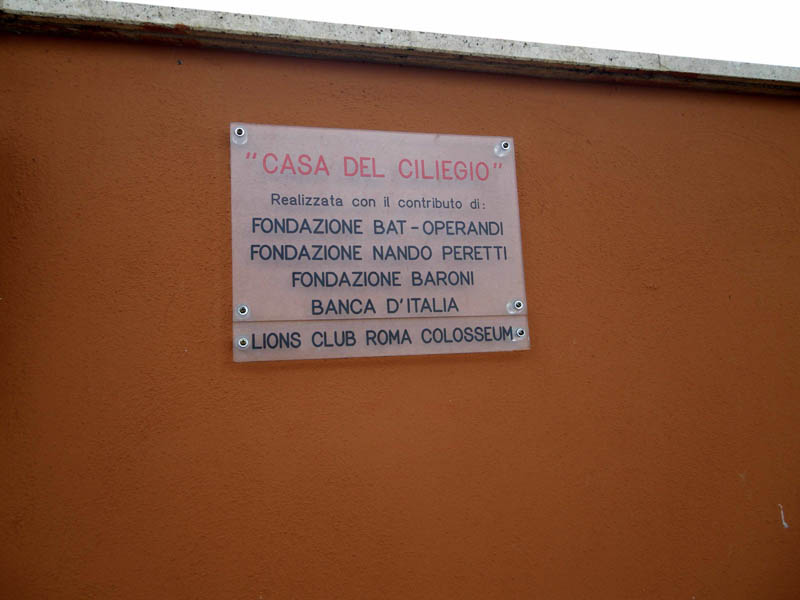 "CASA DEL CILIEGIO"
Realizzata con il contributo di:
FONDAZIONE BAT-OPERANDI
FONDAZIONE NANDO PERETTI
FONDAZIONE BARONI
BANCA D'ITALIA
LIONS CLUB ROMA COLOSSEUM